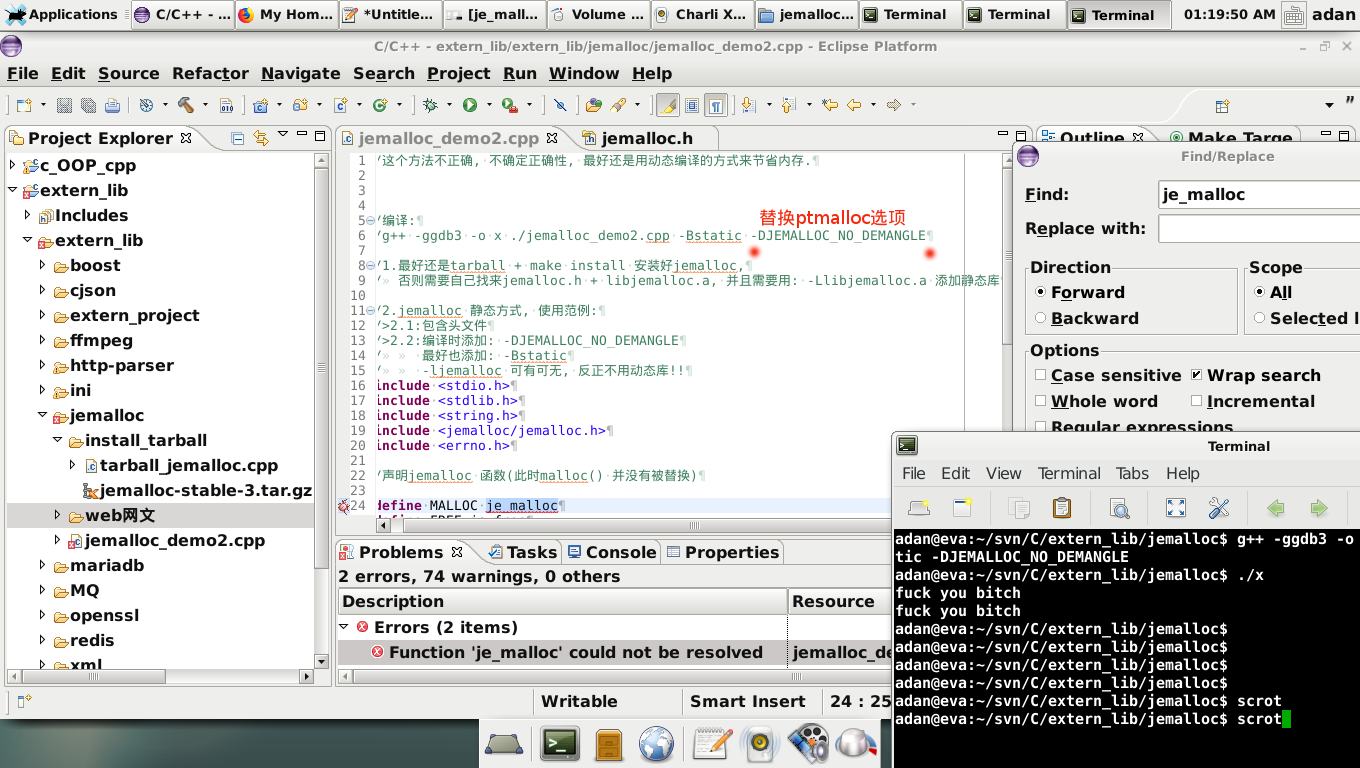 Applications
C/C++ - ...
My Hom...
*Untitle...
[je_mall...
Volume ...
Charli X...
jemalloc...
Terminal
Terminal
Terminal
01:19:50 AM
adan
C/C++ - extern_lib/extern_lib/jemalloc/jemalloc_demo2.cpp - Eclipse Platform
File Edit Source Refactor Navigate Search Project Run Window Help
Project Explorer
c_OOP_cpp
extern_lib
Includes
extern_lib
boost
cjson
extern_project
ffmpeg
http-parser
ini
jemalloc
install_tarball
tarball_jemalloc.cpp
jemalloc-stable-3.tar.gz
web网文
jemalloc_demo2.cpp
mariadb
MQ
openssl
redis
xml
jemalloc_demo2.cpp
jemalloc.h
1 /这个方法不正确, 不确定正确性, 最好还是用动态编译的方式来节省内存.¶
2
3
4
5 /编译:¶
替换ptmalloc选项
6 /g++ -ggdb3 -o x ./jemalloc_demo2.cpp -Bstatic -DJEMALLOC_NO_DEMANGLE¶
7
8 /1.最好还是tarball + make install 安装好jemalloc,¶
9 /» 否则需要自己找来jemalloc.h + libjemalloc.a, 并且需要用: -Llibjemalloc.a 添加静态库
10
11 /2.jemalloc 静态方式, 使用范例:¶
12 />2.1:包含头文件¶
13 />2.2:编译时添加: -DJEMALLOC_NO_DEMANGLE¶
14 /» » 最好也添加: -Bstatic¶
15 /» » -ljemalloc 可有可无, 反正不用动态库!!¶
16 include <stdio.h>¶
17 include <stdlib.h>¶
18 include <string.h>¶
19 include <jemalloc/jemalloc.h>¶
20 include <errno.h>¶
21
22 /声明jemalloc 函数(此时malloc() 并没有被替换)¶
23
24 define MALLOC je_malloc¶
Outline
Make Targe
Find/Replace
Find:
je_malloc
Replace with:
Direction
Forward
Backward
Scope
All
Selected l
Options
Case sensitive
Wrap search
Whole word
Incremental
Regular expressions
Problems
Tasks
Console
Properties
2 errors, 74 warnings, 0 others
Description
Resource
Errors (2 items)
Function 'je_malloc' could not be resolved
jemalloc_de
Writable
Smart Insert
24 : 25
Terminal
File Edit View Terminal Tabs Help
adan@eva:~/svn/C/extern_lib/jemalloc$ g++ -ggdb3 -o
tic -DJEMALLOC_NO_DEMANGLE
adan@eva:~/svn/C/extern_lib/jemalloc$ ./x
fuck you bitch
fuck you bitch
adan@eva:~/svn/C/extern_lib/jemalloc$
adan@eva:~/svn/C/extern_lib/jemalloc$
adan@eva:~/svn/C/extern_lib/jemalloc$
adan@eva:~/svn/C/extern_lib/jemalloc$
adan@eva:~/svn/C/extern_lib/jemalloc$ scrot
adan@eva:~/svn/C/extern_lib/jemalloc$ scrot